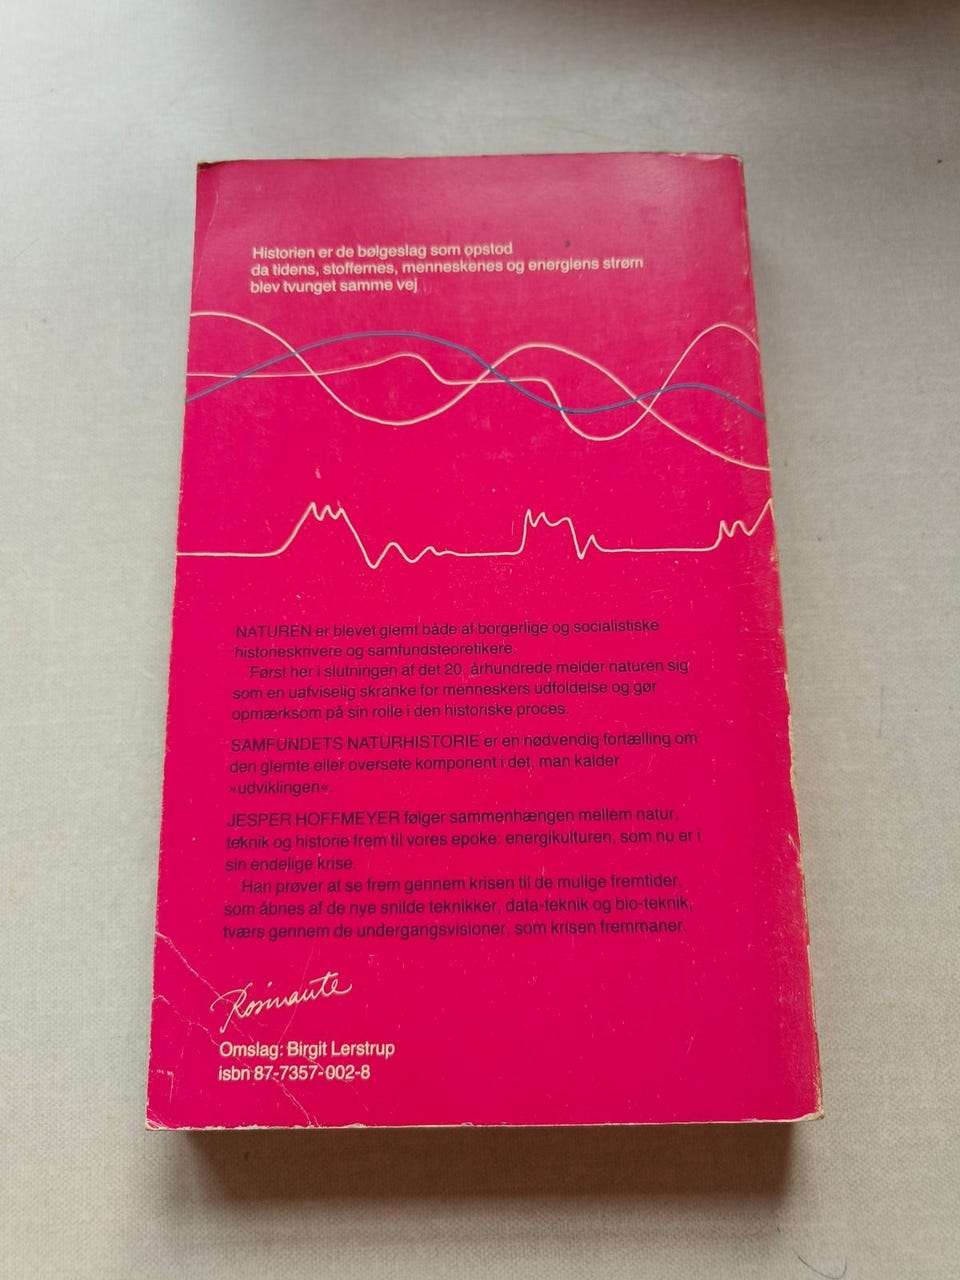 Historien er de bølgeslag som opstod
da tidens, stoffernes, menneskenes og energiens strøm
blev tvunget samme vej
NATUREN er blevet glemt både af borgerlige og socialistiske
historieskrivere og samfundsteoretikere.
Først her i slutningen af det 20. århundrede melder naturen sig
som en uafviselig skranke for menneskers udfoldelse og gør
opmærksom på sin rolle i den historiske proces.
SAMFUNDETS NATURHISTORIE er en nødvendig fortælling om
den glemte eller oversete komponent i det, man kalder
»udviklingen«.
JESPER HOFFMEYER følger sammenhængen mellem natur,
teknik og historie frem til vores epoke: energikulturen, som nu er i
sin endelige krise.
Han prøver at se frem gennem krisen til de mulige fremtider,
som åbnes af de nye snilde teknikker, data-teknik og bio-teknik,
tværs gennem de undergangsvisioner, som krisen fremmaner.
Rosinante
Omslag: Birgit Lerstrup
isbn 87-7357-002-8